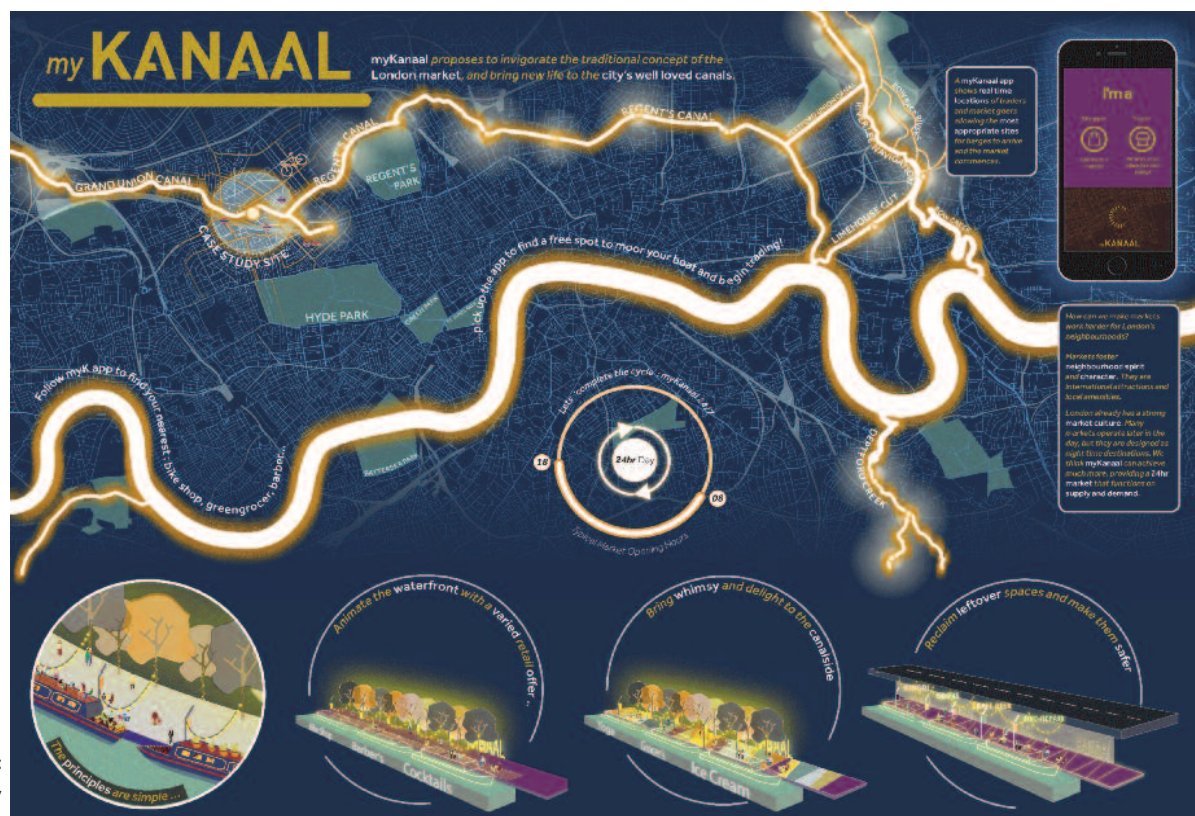 my KANAAL
myKanaal proposes to invigorate the traditional concept of the
London market, and bring new life to the city's well loved canals.
A myKanaal app
shows real time
locations of traders
and market goers
allowing the most
appropriate sites
for barges to arrive
and the market
commences.
I'm a
myKANAAL
GRAND UNION CANAL
REGENT'S CANAL
REGENT'S CANAL
HERTFORD UNION CANAL
LIMEHOUSE CUT
BOW CREEK
REGENT'S
PARK
CASE STUDY SITE
HYDE PARK
GREEN PARK
BATTERSEA PARK
DEPTFORD CREEK
...pick up the app to find a free spot to moor your boat and begin trading!
Follow myK app to find your nearest : bike shop, greengrocer, barber...
Lets' complete the cycle : myKanaal 24/7
24hr Day
18
08
Typical Market Opening Hours
How can we make markets
work harder for London's
neighbourhoods?
Markets foster
neighbourhood spirit
and character. They are
international attractions and
local amenities.
London already has a strong
market culture. Many
markets operate later in the
day, but they are designed as
night time destinations. We
think myKanaal can achieve
much more, providing a 24hr
market that functions on
supply and demand.
The principles are simple ...
Animate the waterfront with a varied retail offer ..
Barbers
Cocktails
Bring whimsy and delight to the canalside
Ice Cream
Reclaim leftover spaces and make them safer